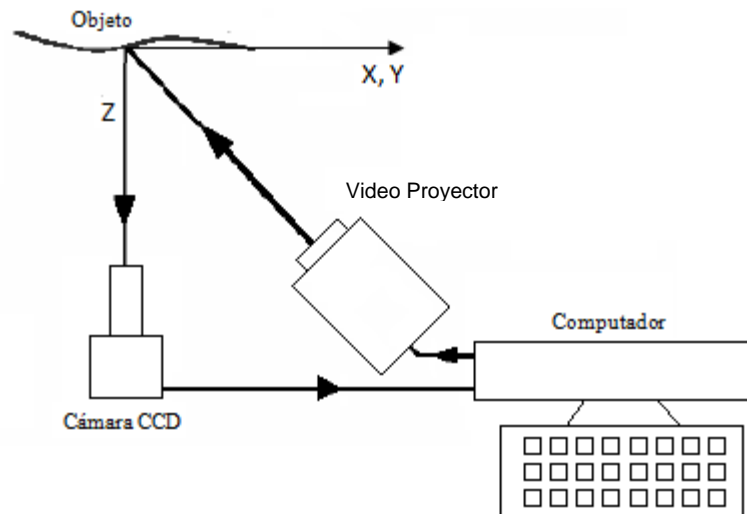 Objeto
X, Y
Z
Video Proyector
Computador
Cámara CCD